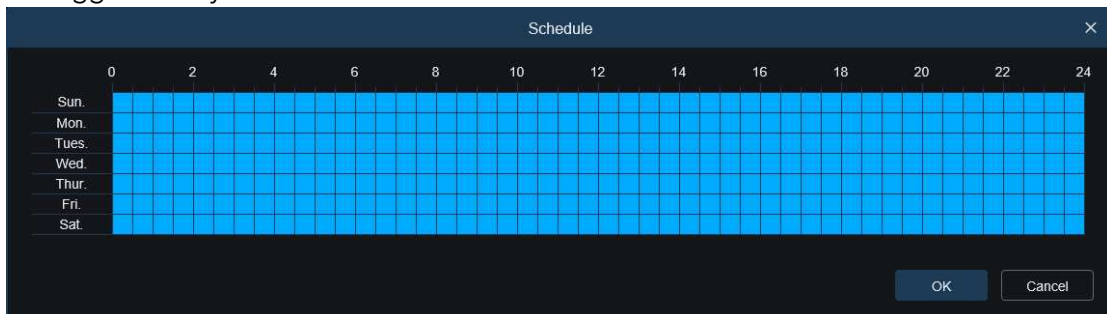 Schedule ×
0 2 4 6 8 10 12 14 16 18 20 22 24
Sun.
Mon.
Tues.
Wed.
Thur.
Fri.
Sat.
OK Cancel